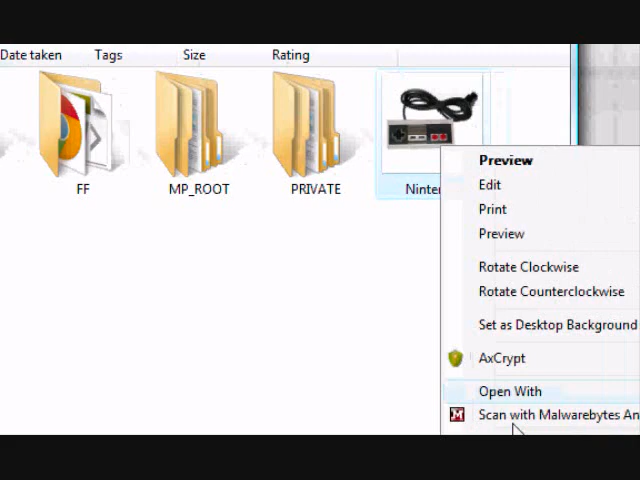 Date taken Tags Size Rating
FF MP_ROOT PRIVATE Ninten
Preview
Edit
Print
Preview
Rotate Clockwise
Rotate Counterclockwise
Set as Desktop Background
AxCrypt
Open With
Scan with Malwarebytes An